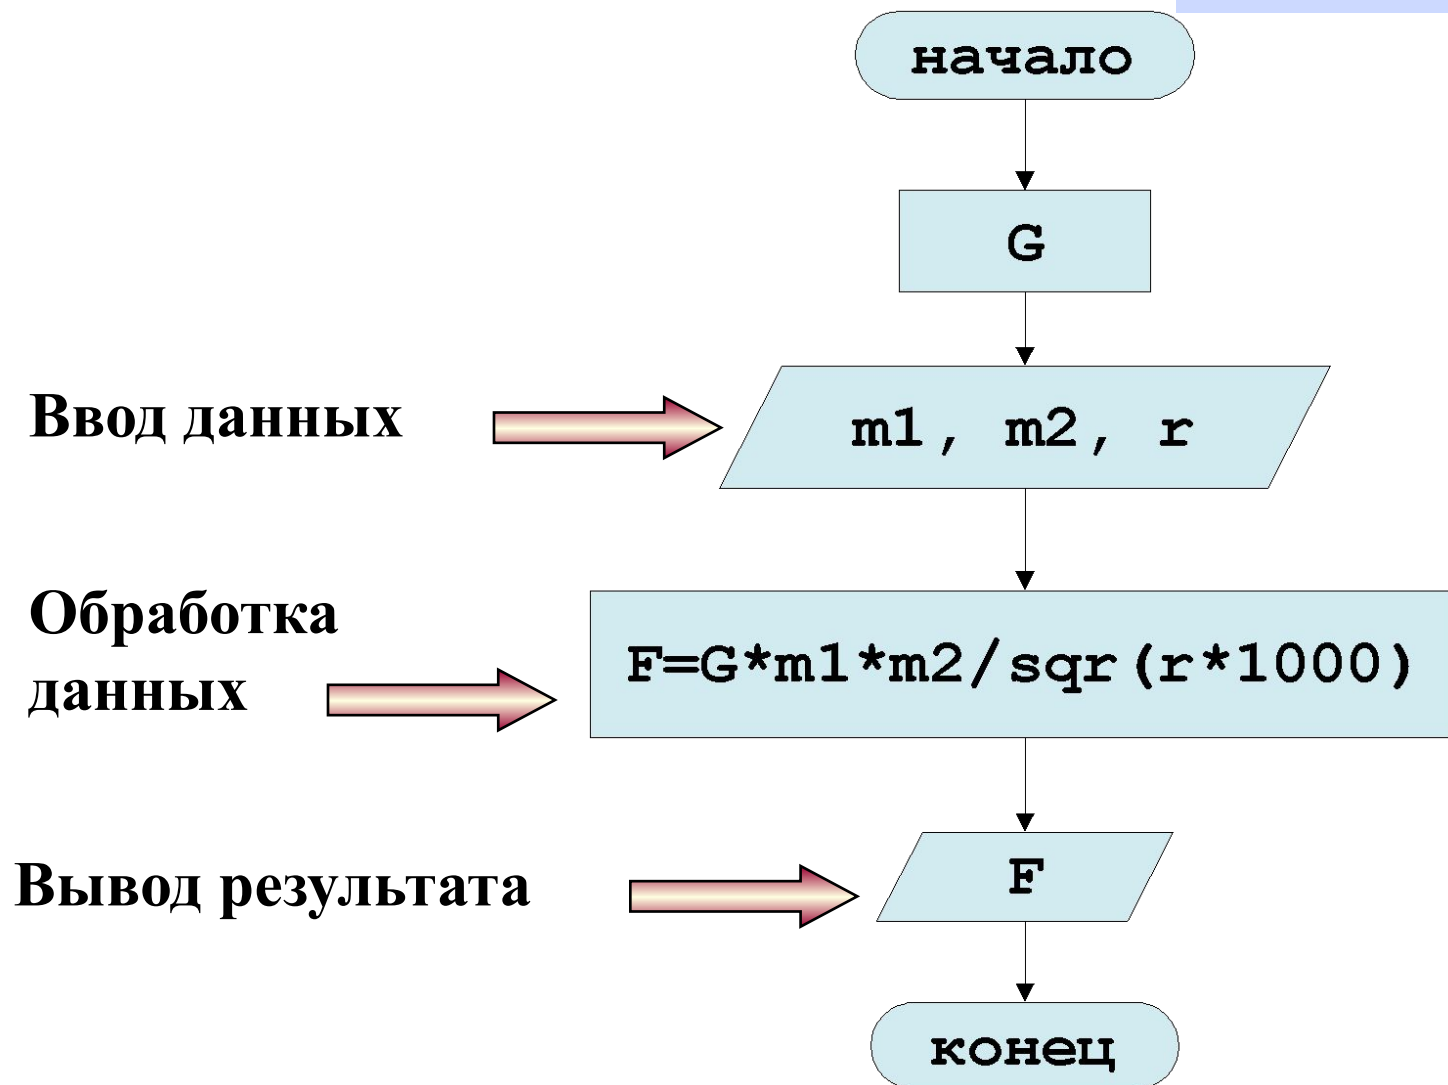 начало
G
Ввод данных
m1, m2, r
Обработка
данных
F=G*m1*m2/sqr(r*1000)
Вывод результата
F
конец